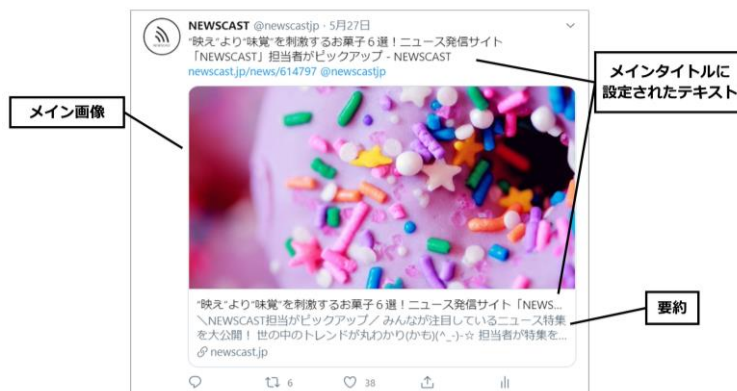 NEWSCAST @newscastjp · 5月27日
"映え"より"味覚"を刺激するお菓子６選！ニュース発信サイト
「NEWSCAST」担当者がピックアップ - NEWSCAST
newscast.jp/news/614797 @newscastjp
メインタイトルに
設定されたテキスト
メイン画像
"映え"より"味覚"を刺激するお菓子６選！ニュース発信サイト「NEWS...
＼NEWSCAST担当がピックアップ／ みんなが注目しているニュース特集
を大公開！ 世の中のトレンドが丸わかり(かも)(^_-)-☆ 担当者が特集を...
newscast.jp
要約
6
38